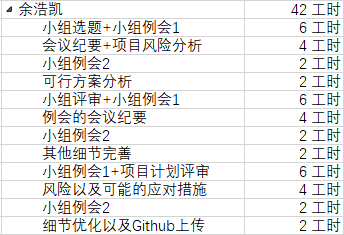 余浩凯 42 工时
小组选题+小组例会1 6 工时
会议纪要+项目风险分析 4 工时
小组例会2 2 工时
可行方案分析 2 工时
小组评审+小组例会1 6 工时
例会的会议纪要 4 工时
小组例会2 2 工时
其他细节完善 2 工时
小组例会1+项目计划评审 6 工时
风险以及可能的应对措施 4 工时
小组例会2 2 工时
细节优化以及Github上传 2 工时